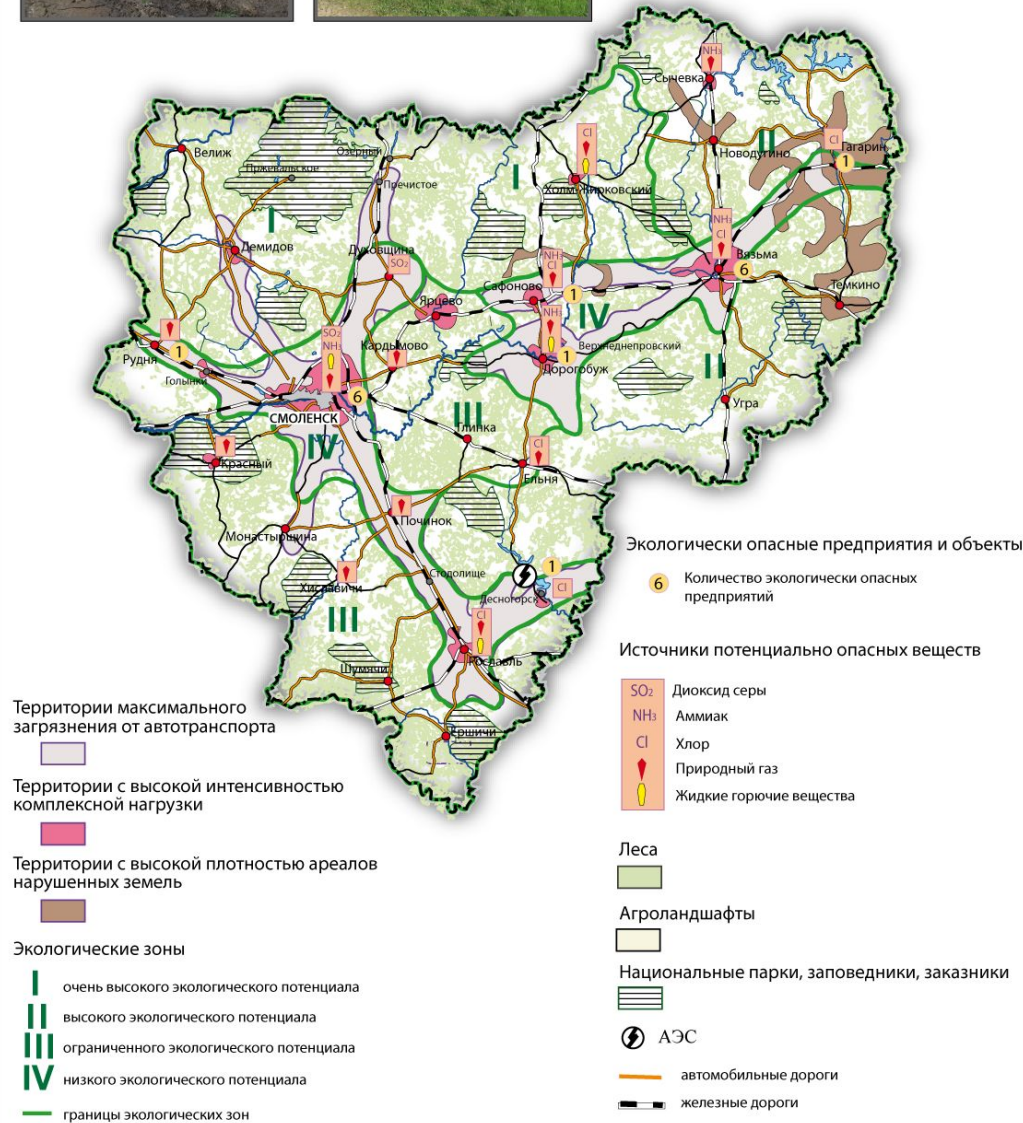 NH3
Сычевка
II
Cl
Гагарин
1
Новодугино
Велиж
Озерный
Пржевальское
Пречистое
I
Cl
Холм-Жирковский
I
NH3
Cl
Вязьма
6
Демидов
Духовщина
SO2
NH3
Cl
Сафоново
1
Темкино
Ярцево
IV
NH3
Верхнеднепровский
Рудня
1
SO2
NH3
Кардымово
Дорогобуж
1
II
Голынки
6
Угра
СМОЛЕНСК
III
Глинка
IV
Красный
Cl
Ельня
Починок
Монастырщина
1
Стодолище
Cl
Десногорск
Хиславичи
III
Cl
Рославль
Шумячи
Ершичи
Экологически опасные предприятия и объекты
6
Количество экологически опасных
предприятий
Источники потенциально опасных веществ
SO2 Диоксид серы
NH3 Аммиак
Cl Хлор
Природный газ
Жидкие горючие вещества
Территории максимального
загрязнения от автотранспорта
Территории с высокой интенсивностью
комплексной нагрузки
Территории с высокой плотностью ареалов
нарушенных земель
Экологические зоны
I очень высокого экологического потенциала
II высокого экологического потенциала
III ограниченного экологического потенциала
IV низкого экологического потенциала
границы экологических зон
Леса
Агроландшафты
Национальные парки, заповедники, заказники
АЭС
автомобильные дороги
железные дороги